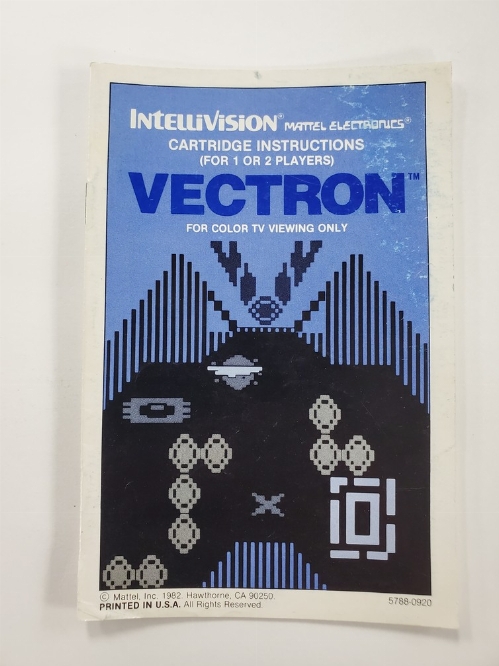 INTELLIVISION® MATTEL ELECTRONICS®
CARTRIDGE INSTRUCTIONS
(FOR 1 OR 2 PLAYERS)
VECTRON™
FOR COLOR TV VIEWING ONLY
© Mattel, Inc. 1982. Hawthorne, CA 90250.
PRINTED IN U.S.A. All Rights Reserved. 5788-0920